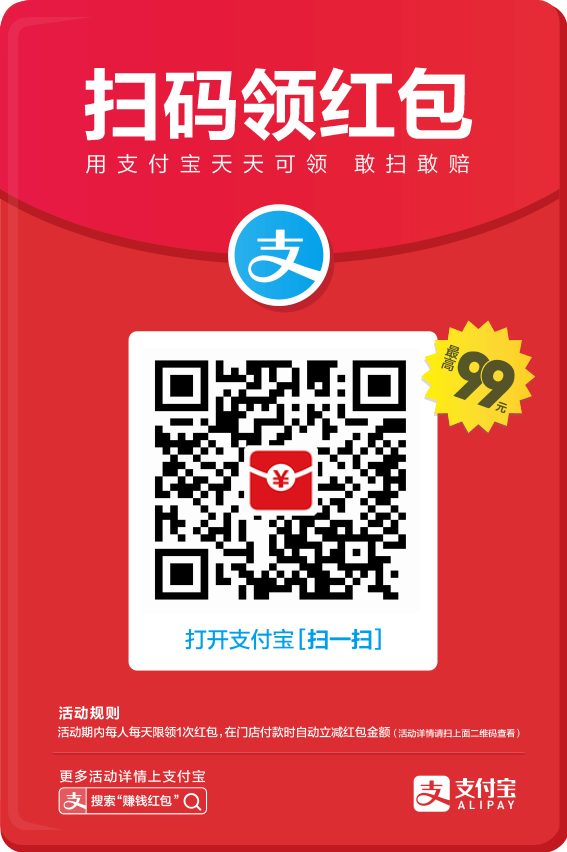 扫码领红包
用支付宝天天可领 敢扫敢赔
支
最高99元
¥
打开支付宝[扫一扫]
活动规则
活动期内每人每天限领1次红包，在门店付款时自动立减红包金额（活动详情请扫上面二维码查看）
更多活动详情上支付宝
支 搜索“赚钱红包”
支 支付宝
ALIPAY